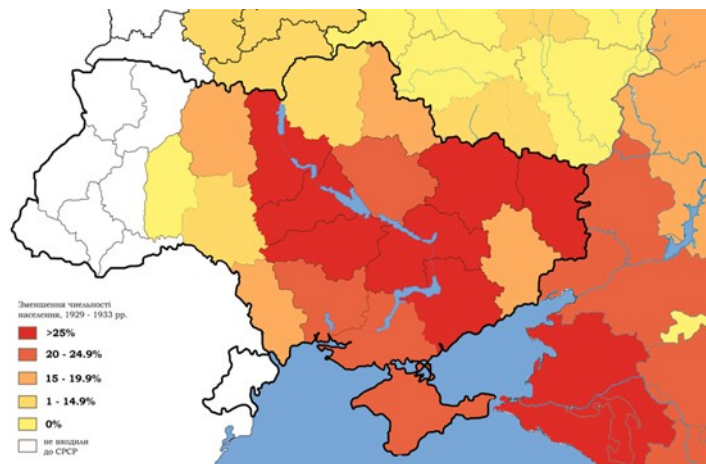 Зменшення чисельності
населення, 1929 - 1933 рр.
>25%
20 - 24.9%
15 - 19.9%
1 - 14.9%
0%
не входили
до СРСР